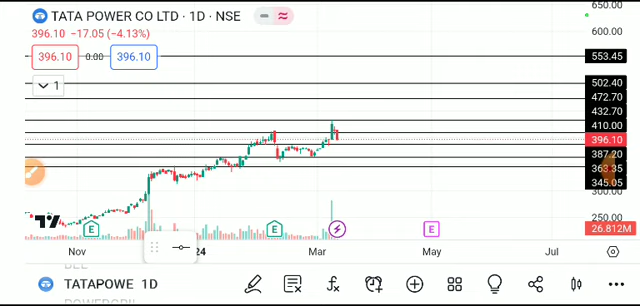 TATA POWER CO LTD · 1D · NSE
396.10 −17.05 (−4.13%)
396.10 0.00 396.10
1
650.00
600.00
553.45
502.40
472.70
432.70
410.00
396.10
387.20
363.35
345.05
300.00
250.00
26.812M
E E E
Nov 24 Mar May Jul
TATAPOWE 1D